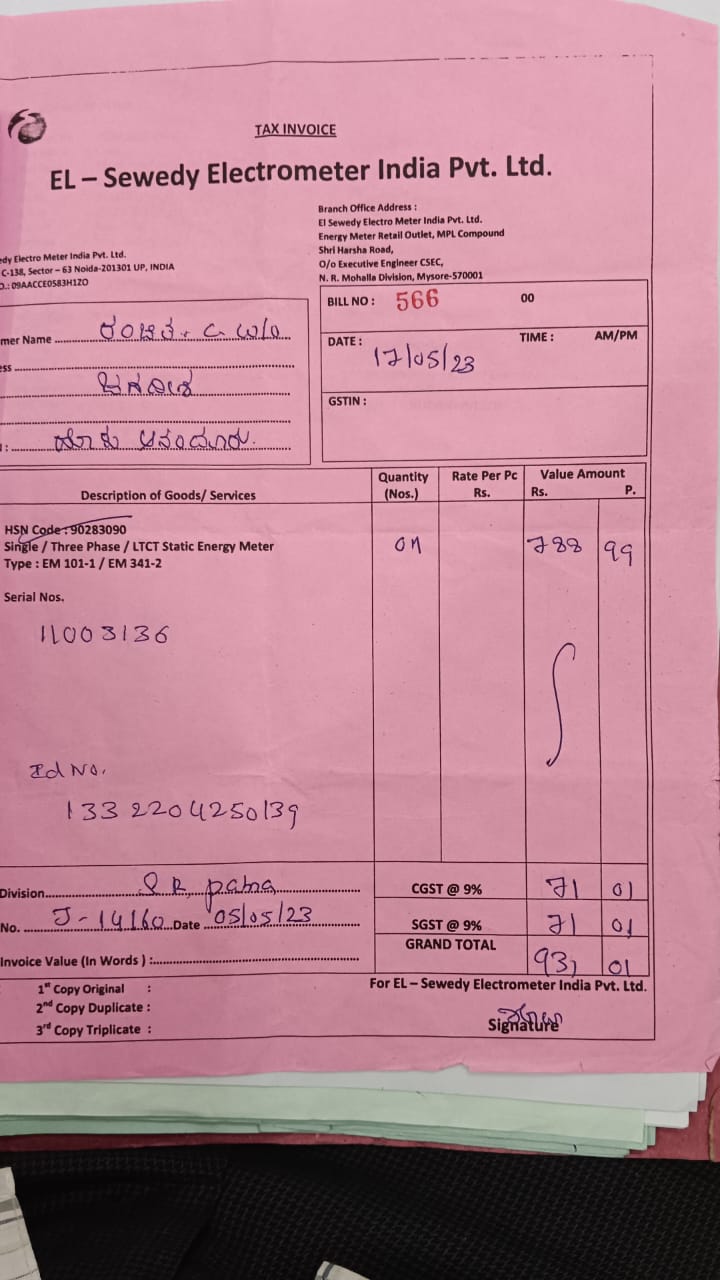 TAX INVOICE
EL – Sewedy Electrometer India Pvt. Ltd.
edy Electro Meter India Pvt. Ltd.
C-138, Sector – 63 Noida-201301 UP, INDIA
O.: 09AACCE0583H1ZO
Branch Office Address :
El Sewedy Electro Meter India Pvt. Ltd.
Energy Meter Retail Outlet, MPL Compound
Shri Harsha Road,
O/o Executive Engineer CSEC,
N. R. Mohalla Division, Mysore-570001
mer Name
ess
BILL NO : 566 00
DATE : 17/05/23 TIME : AM/PM
GSTIN :
Description of Goods/ Services Quantity (Nos.) Rate Per Pc Rs. Value Amount Rs. P.
HSN Code : 90283090
Single / Three Phase / LTCT Static Energy Meter 788 99
Type : EM 101-1 / EM 341-2
Serial Nos.
11003136
Id No.
1332204250139
Division
CGST @ 9% 71 01
No. J-14160 Date 05/05/23
SGST @ 9% 71 01
GRAND TOTAL 01
Invoice Value (In Words ) :
1st Copy Original :
2nd Copy Duplicate :
3rd Copy Triplicate :
For EL – Sewedy Electrometer India Pvt. Ltd.
Signature